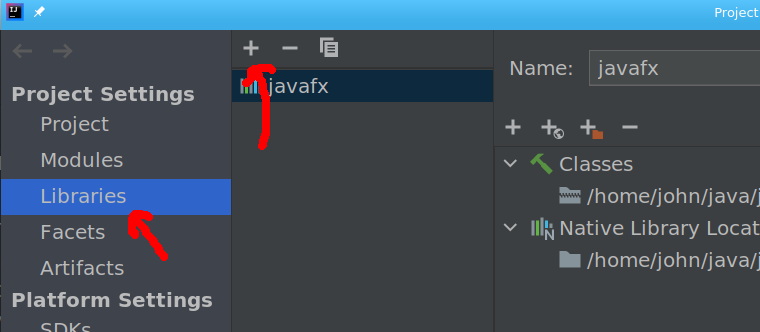 IJ
Project
Project Settings
Project
Modules
Libraries
Facets
Artifacts
Platform Settings
SDKs
javafx
Name: javafx
Classes
/home/john/java/j
Native Library Locat
N
/home/john/java/j